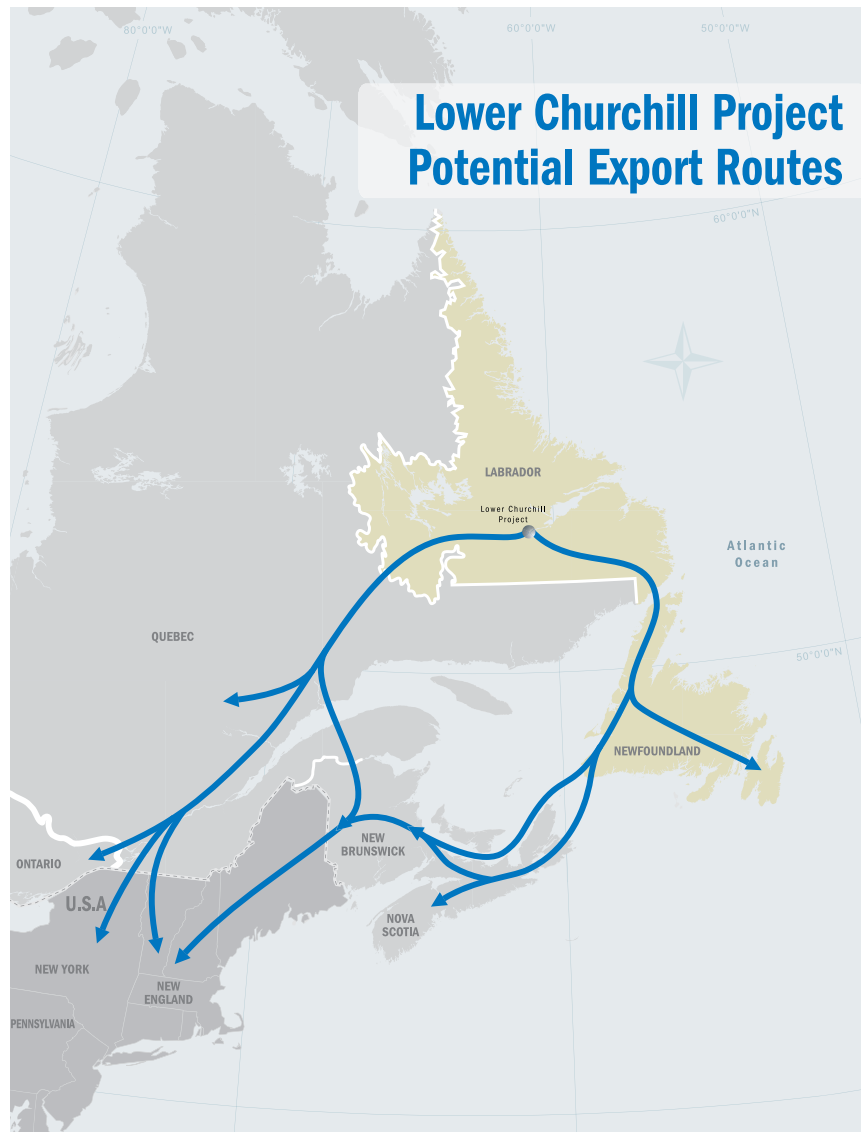 80°0'0"W
60°0'0"W
50°0'0"W
Lower Churchill Project
Potential Export Routes
60°0'0"N
LABRADOR
Lower Churchill
Project
Atlantic
Ocean
QUEBEC
50°0'0"N
NEWFOUNDLAND
NEW
BRUNSWICK
ONTARIO
U.S.A
NOVA
SCOTIA
NEW YORK
NEW
ENGLAND
PENNSYLVANIA